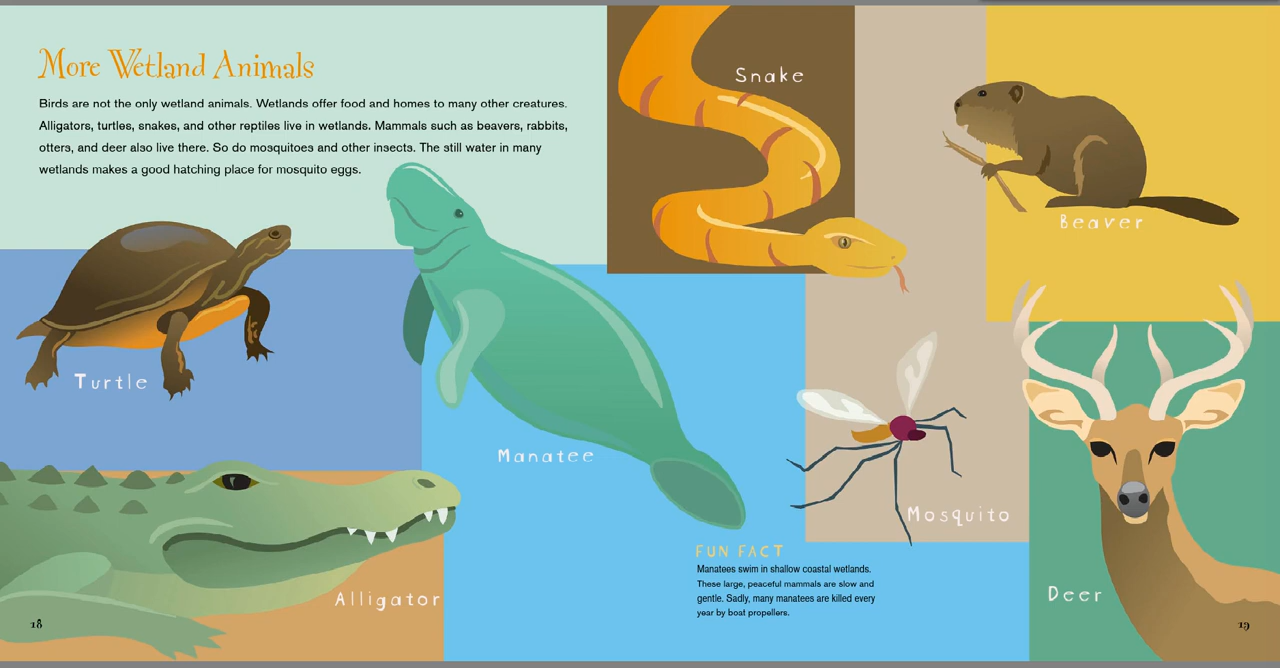 More Wetland Animals
Birds are not the only wetland animals. Wetlands offer food and homes to many other creatures.
Alligators, turtles, snakes, and other reptiles live in wetlands. Mammals such as beavers, rabbits,
otters, and deer also live there. So do mosquitoes and other insects. The still water in many
wetlands makes a good hatching place for mosquito eggs.
Snake
Beaver
Turtle
Manatee
Mosquito
FUN FACT
Manatees swim in shallow coastal wetlands.
These large, peaceful mammals are slow and
gentle. Sadly, many manatees are killed every
year by boat propellers.
Alligator
Deer
18
19